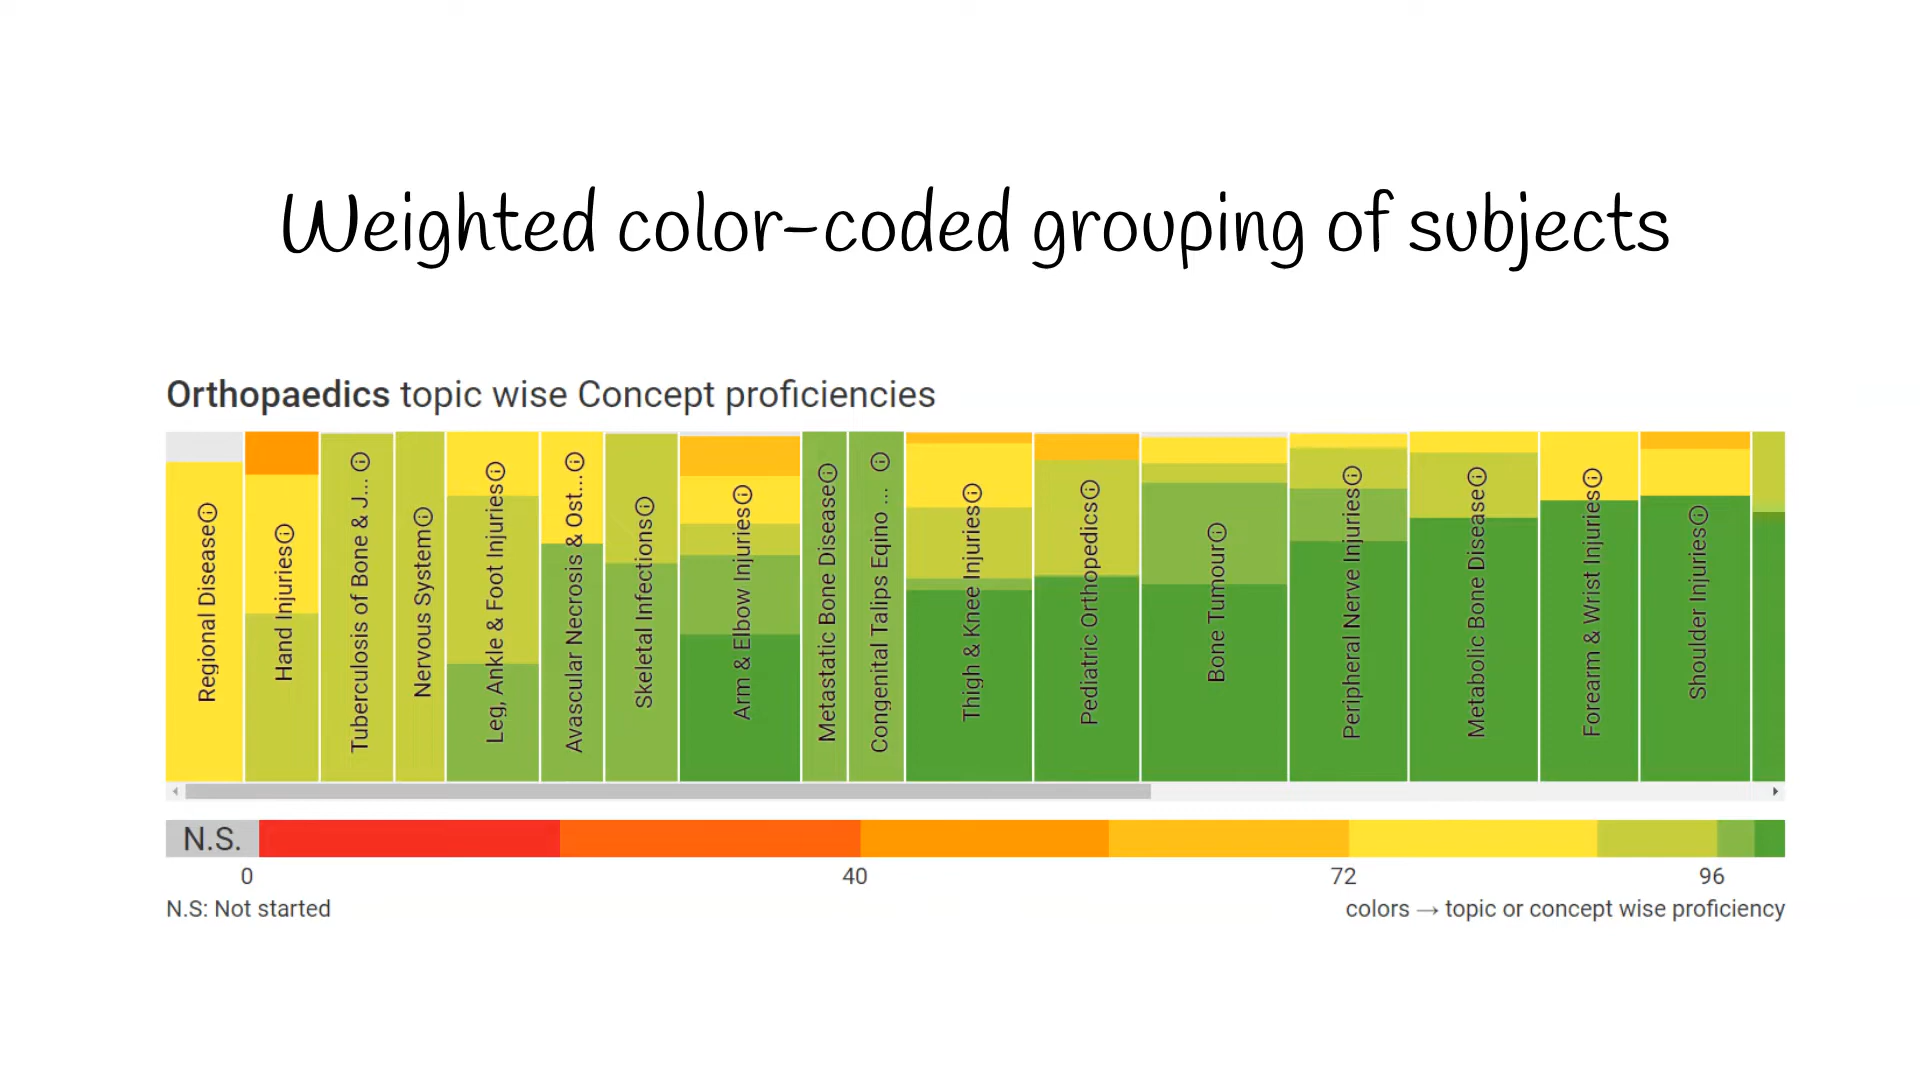 Weighted color-coded grouping of subjects
Orthopaedics topic wise Concept proficiencies
Regional Disease
Hand Injuries
Tuberculosis of Bone & J...
Nervous System
Leg, Ankle & Foot Injuries
Avascular Necrosis & Ost...
Skeletal Infections
Arm & Elbow Injuries
Metastatic Bone Disease
Congenital Talips Eqino ...
Thigh & Knee Injuries
Pediatric Orthopedics
Bone Tumour
Peripheral Nerve Injuries
Metabolic Bone Disease
Forearm & Wrist Injuries
Shoulder Injuries
N.S.
0 40 72 96
N.S: Not started
colors → topic or concept wise proficiency